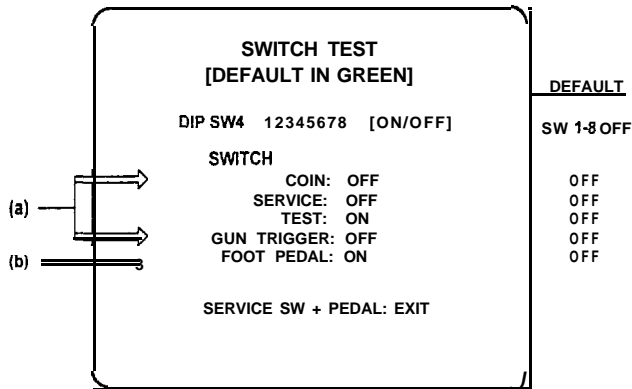 SWITCH TEST
[DEFAULT IN GREEN]
DEFAULT
DIP SW4 12345678 [ON/OFF]
SW 1-8 OFF
SWITCH
COIN: OFF OFF
SERVICE: OFF OFF
(a)
TEST: ON OFF
GUN TRIGGER: OFF OFF
(b)
FOOT PEDAL: ON OFF
SERVICE SW + PEDAL: EXIT